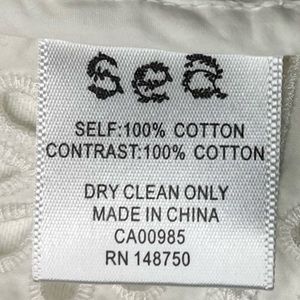 sea
SELF:100% COTTON
CONTRAST:100% COTTON
DRY CLEAN ONLY
MADE IN CHINA
CA00985
RN 148750